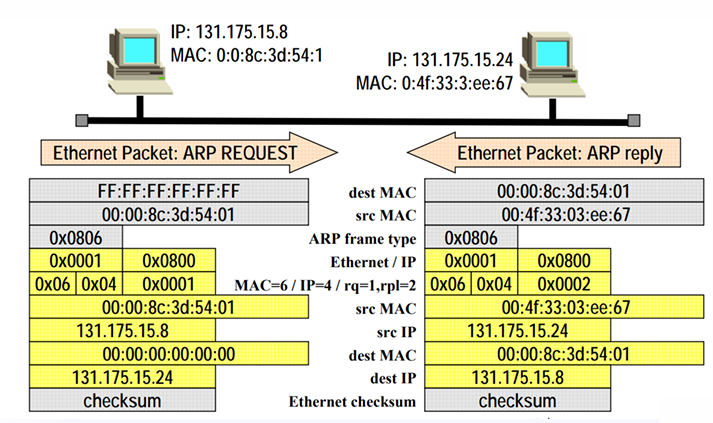 IP: 131.175.15.8
MAC: 0:0:8c:3d:54:1
IP: 131.175.15.24
MAC: 0:4f:33:3:ee:67
Ethernet Packet: ARP REQUEST
Ethernet Packet: ARP reply
FF:FF:FF:FF:FF:FF dest MAC 00:00:8c:3d:54:01
00:00:8c:3d:54:01 src MAC 00:4f:33:03:ee:67
0x0806 ARP frame type 0x0806
0x0001 0x0800 Ethernet / IP 0x0001 0x0800
0x06 0x04 0x0001 MAC=6 / IP=4 / rq=1,rpl=2 0x06 0x04 0x0002
00:00:8c:3d:54:01 src MAC 00:4f:33:03:ee:67
131.175.15.8 src IP 131.175.15.24
00:00:00:00:00:00 dest MAC 00:00:8c:3d:54:01
131.175.15.24 dest IP 131.175.15.8
checksum Ethernet checksum checksum